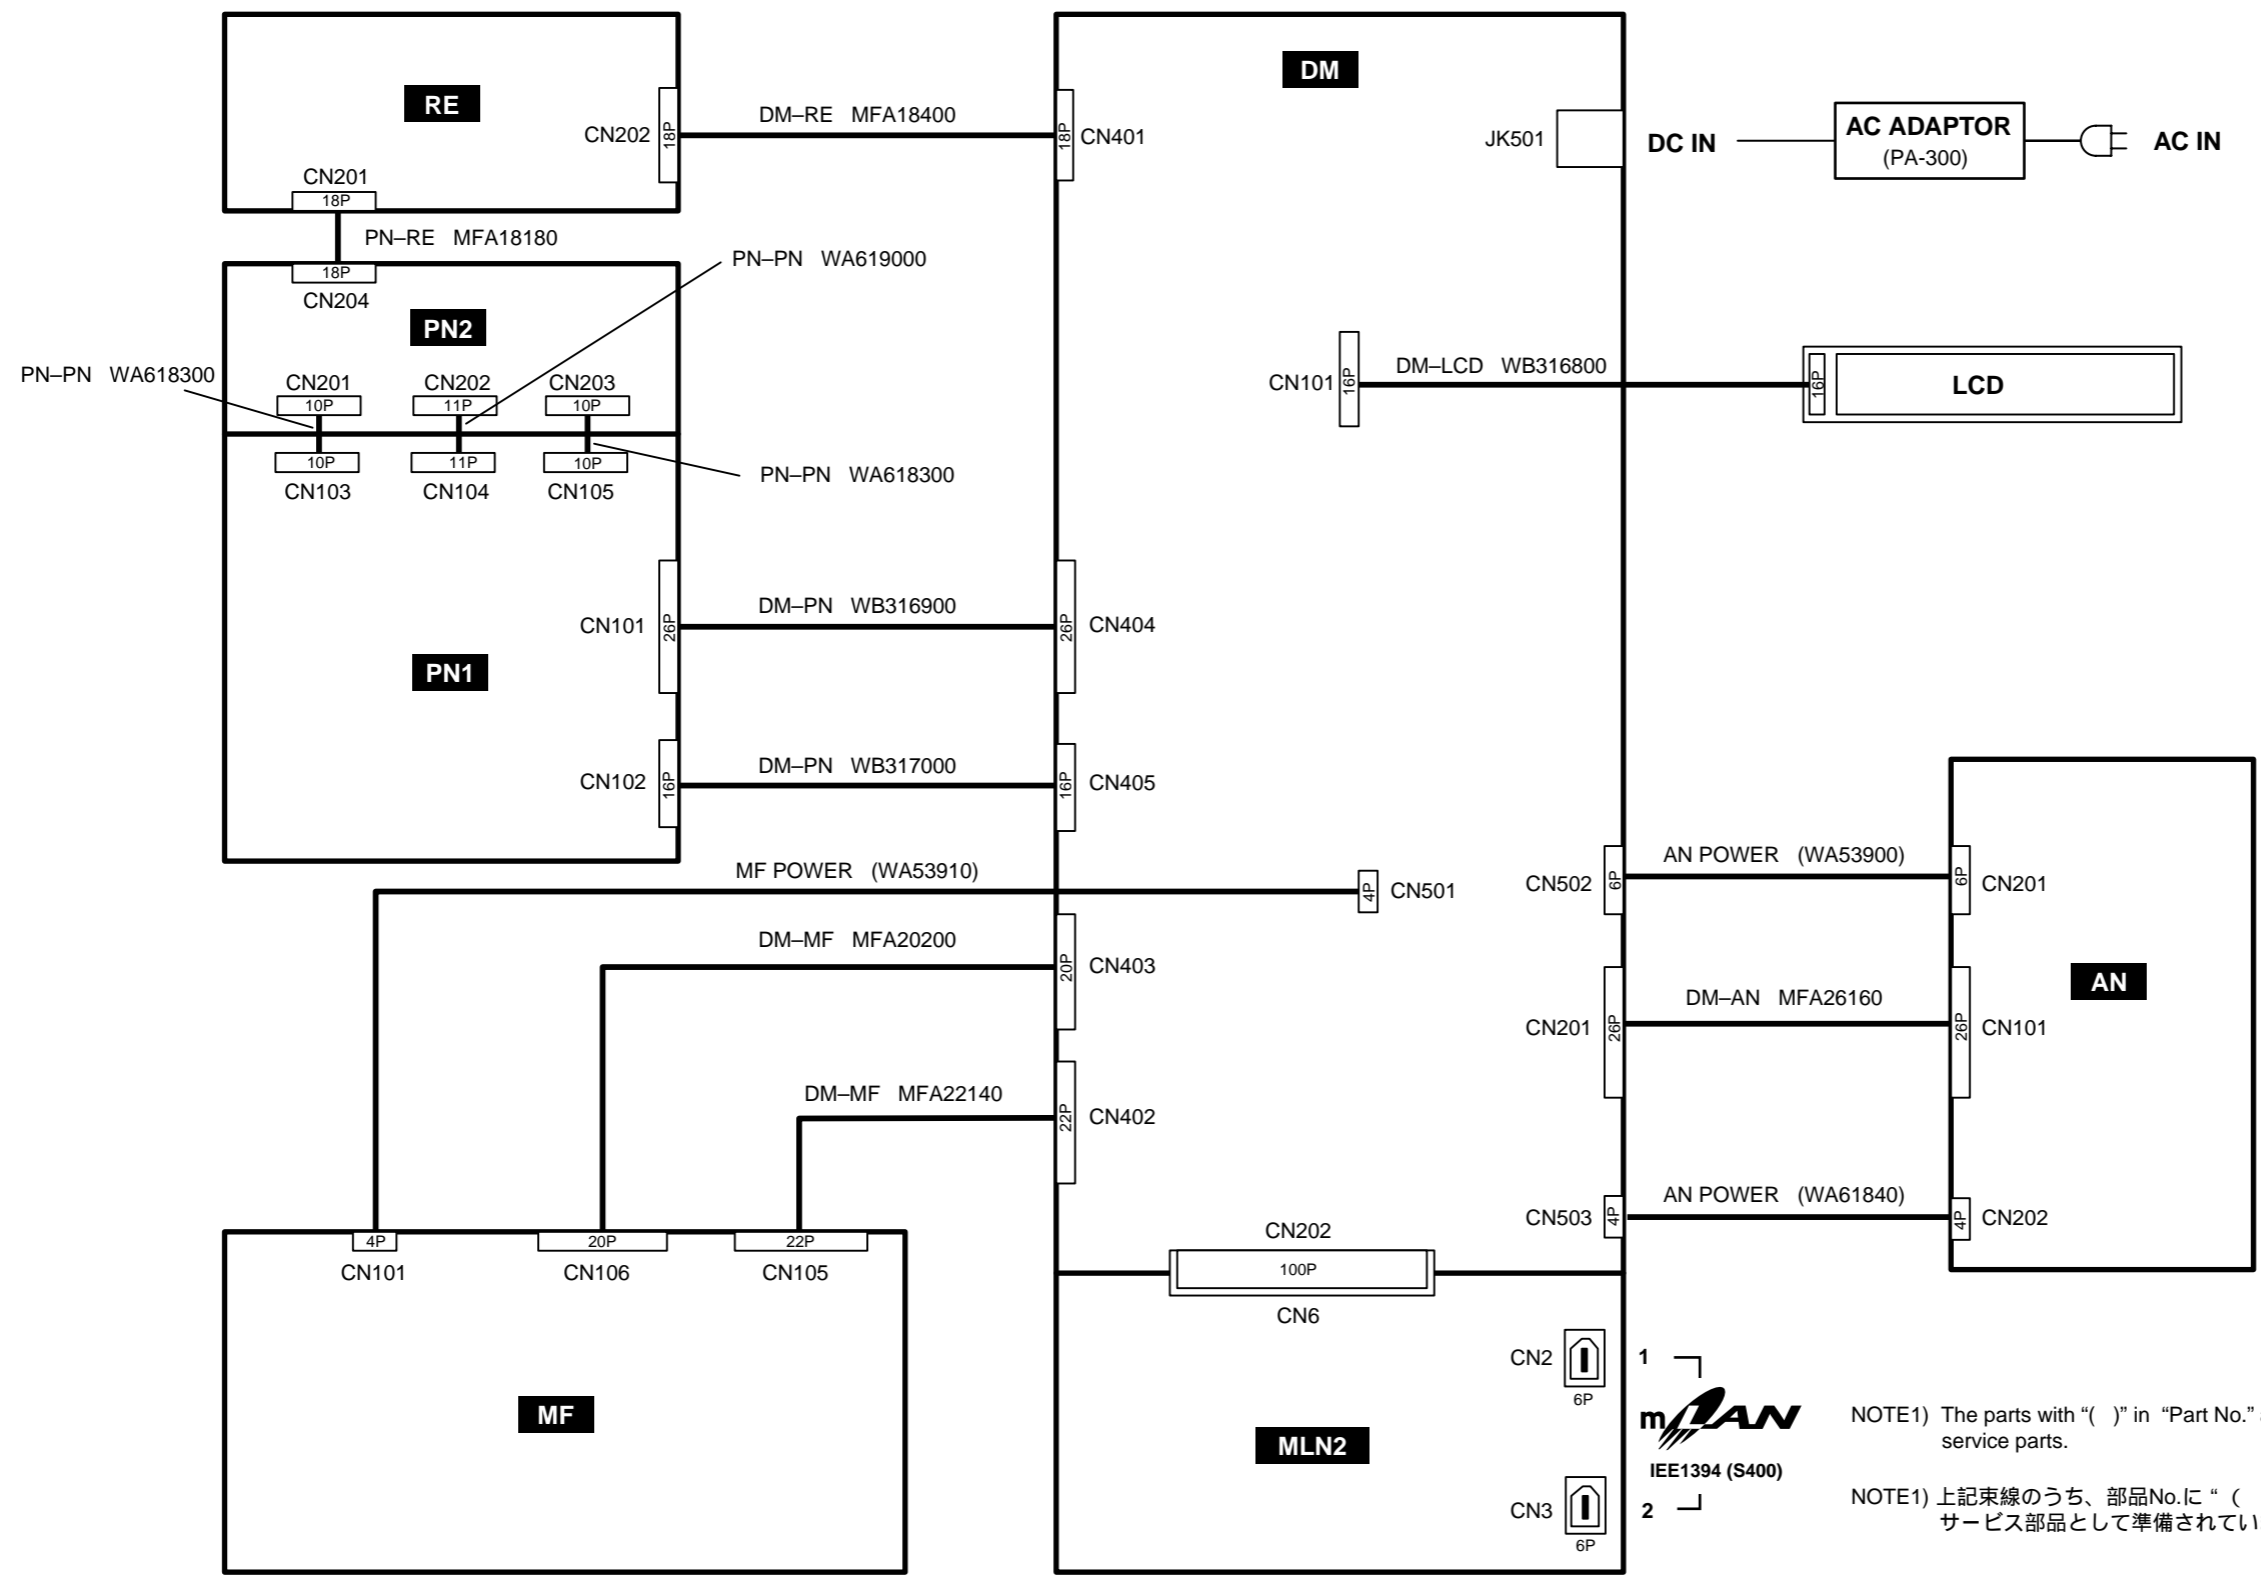 RE
CN202
18P
DM–RE MFA18400
18P
CN401
CN201
18P
PN–RE MFA18180
18P
CN204
PN2
PN–PN WA619000
PN–PN WA618300
CN201
CN202
CN203
10P
11P
10P
10P
11P
10P
CN103
CN104
CN105
PN–PN WA618300
CN101
26P
DM–PN WB316900
26P
CN404
PN1
CN102
16P
DM–PN WB317000
16P
CN405
MF POWER (WA53910)
4P
CN501
DM–MF MFA20200
20P
CN403
DM–MF MFA22140
22P
CN402
4P
20P
22P
CN101
CN106
CN105
MF
DM
JK501
DC IN
AC ADAPTOR
(PA-300)
AC IN
CN101
16P
DM–LCD WB316800
16P
LCD
CN502
6P
AN POWER (WA53900)
6P
CN201
AN
CN201
26P
DM–AN MFA26160
26P
CN101
CN503
4P
AN POWER (WA61840)
4P
CN202
CN202
100P
CN6
CN2
6P
1
mLAN
IEE1394 (S400)
MLN2
CN3
6P
2
NOTE1) The parts with “( )” in “Part No.”
service parts.
NOTE1) 上記束線のうち、部品No.に “（
サービス部品として準備されてい